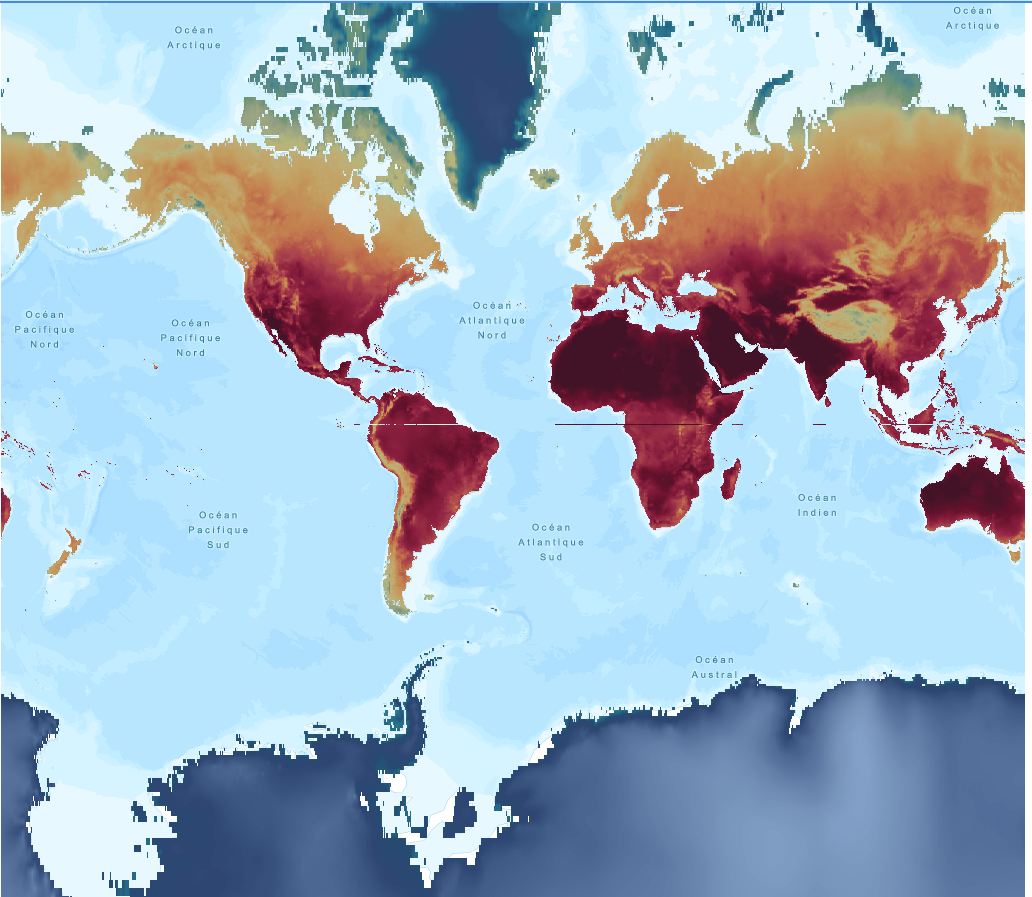 Océan
Arctique
Océan
Arctique
Océan
Pacifique
Nord
Océan
Pacifique
Nord
Océan
Atlantique
Nord
Océan
Pacifique
Sud
Océan
Atlantique
Sud
Océan
Indien
Océan
Austral